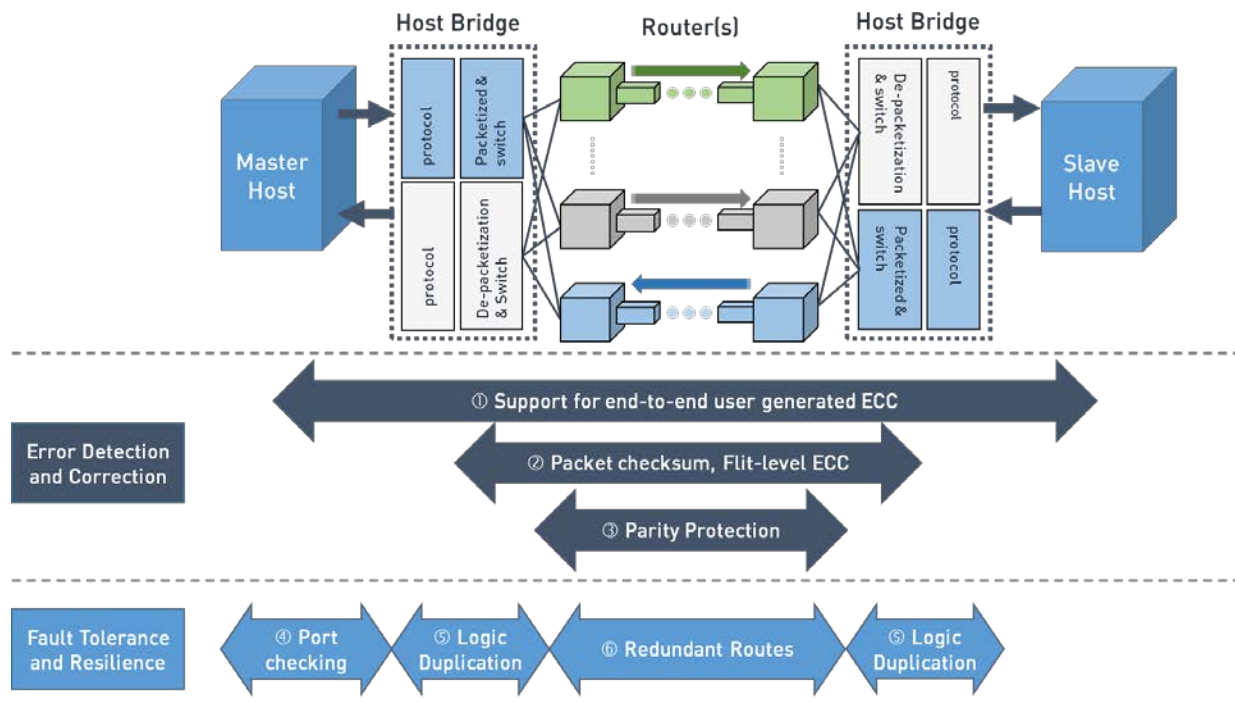 Host Bridge
Router(s)
Host Bridge
Master
Host
protocol
Packetized &
switch
protocol
De-packetization
& Switch
De-packetization
& switch
protocol
Packetized &
switch
protocol
Slave
Host
Error Detection
and Correction
① Support for end-to-end user generated ECC
② Packet checksum, Flit-level ECC
③ Parity Protection
Fault Tolerance
and Resilience
④ Port
checking
⑤ Logic
Duplication
⑥ Redundant Routes
⑤ Logic
Duplication